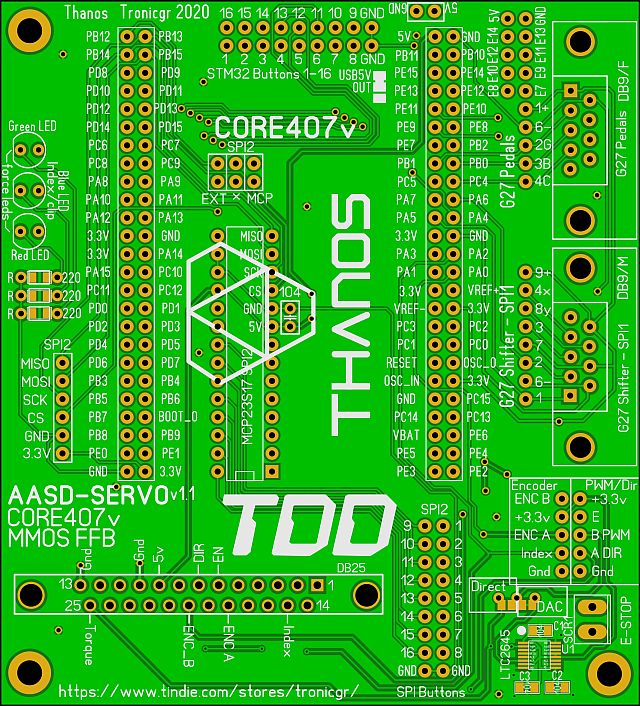 Thanos Tronicgr 2020
16 15 14 13 12 11 10 9 GND
1 2 3 4 5 6 7 8 GND
STM32 Buttons 1-16
USB5V
OUT
GND 5V
5V GND
E14 5V
E13 GND
E12 E11
E10 E14
E8 E9
E7
PB12 PB13
PB14 PB15
PD8 PD9
PD10 PD11
PD12 PD13
PD14 PD15
PC6 PC7
PC8 PC9
PA8 PA9
PA10 PA11
PA12 PA13
3.3V GND
3.3V PA14
PA15 PC10
PC11 PC12
PD0 PD1
PD2 PD3
PD4 PD5
PD6 PD7
PB3 PB4
PB5 PB6
PB7 BOOT_0
PB8 PB9
PE0 PE1
GND 3.3V
5V GND
PB11 PB10
PE15 PE14
PE13 PE12
PE11 PE10
PE9 PE8
PE7 PB2
PB1 PB0
PC5 PC4
PA7 PA6
PA5 PA4
GND GND
PA3 PA2
PA1 PA0
3.3V VREF+
VREF- 3.3V
PC3 PC2
PC1 PC0
RESET OSC_O
OSC_IN 3.3V
GND PC15
PC14 PC13
VBAT PE6
PE5 PE4
PE3 PE2
CORE407v
SPI2
EXT × MCP
Green LED
Blue LED
Index/ clip
forceleds
Red LED
R 220
R 220
R 220
SPI2
MISO
MOSI
SCK
CS
GND
3.3V
MISO
MOSI
SCK
CS
GND
5V
104
MCP23S17 SPI2
THANOS
G27 Pedals
1+
6-
2G
3B
4C
G27 Pedals DB9/F
G27 Shifter - SPI1
9+
4x
8y
3
7
2
6-
1
DB9/M
G27 Shifter - SPI1
AASD-SERVOv1.1
CORE407v
MMOS FFB
TDD
SPI2
9 1
10 2
11 3
12 4
13 5
14 6
15 7
16 8
GND GND
SPI Buttons
Encoder PWM/Dir
ENC B +3.3v
+3.3v E
ENC A B PWM
Index A DIR
Gnd Gnd
Gnd
5v
DIR
EN
DB25
13 1
25 14
Torque
ENC_B
ENC_A
Index
Direct
DAC
LTC2645
C1
C3 C2
U1
E-STOP
https://www.tindie.com/stores/tronicgr/